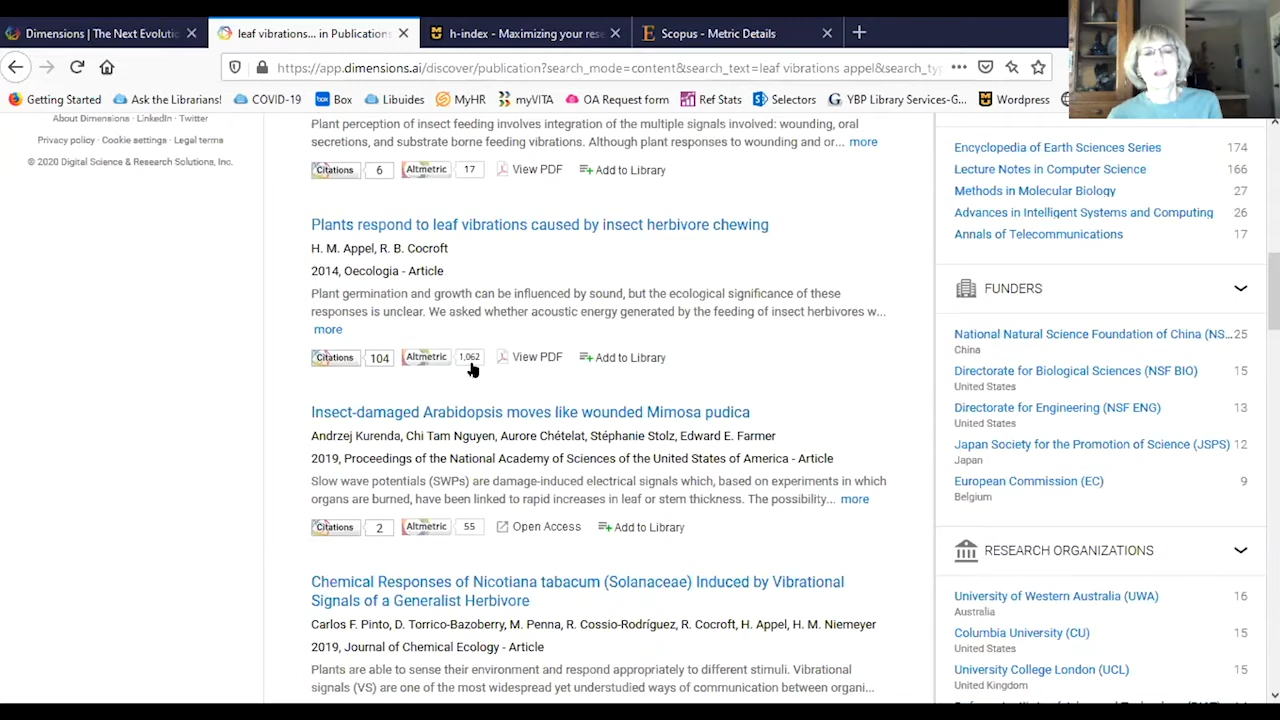 Dimensions | The Next Evoluti
leaf vibrations... in Publications
h-index - Maximizing your res
Scopus - Metric Details
https://app.dimensions.ai/discover/publication?search_mode=content&search_text=leaf vibrations appel&search_ty
Getting Started
Ask the Librarians!
COVID-19
Box
Libuides
MyHR
myVITA
OA Request form
Ref Stats
Selectors
YBP Library Services-G...
Wordpress
About Dimensions · LinkedIn · Twitter
Privacy policy · Cookie settings · Legal terms
© 2020 Digital Science & Research Solutions, Inc.
Plant perception of insect feeding involves integration of the multiple signals involved: wounding, oral
secretions, and substrate borne feeding vibrations. Although plant responses to wounding and or... more
Citations 6 Altmetric 17 View PDF Add to Library
Plants respond to leaf vibrations caused by insect herbivore chewing
H. M. Appel, R. B. Cocroft
2014, Oecologia - Article
Plant germination and growth can be influenced by sound, but the ecological significance of these
responses is unclear. We asked whether acoustic energy generated by the feeding of insect herbivores w...
more
Citations 104 Altmetric 1,062 View PDF Add to Library
Insect-damaged Arabidopsis moves like wounded Mimosa pudica
Andrzej Kurenda, Chi Tam Nguyen, Aurore Chételat, Stéphanie Stolz, Edward E. Farmer
2019, Proceedings of the National Academy of Sciences of the United States of America - Article
Slow wave potentials (SWPs) are damage-induced electrical signals which, based on experiments in which
organs are burned, have been linked to rapid increases in leaf or stem thickness. The possibility... more
Citations 2 Altmetric 55 Open Access Add to Library
Chemical Responses of Nicotiana tabacum (Solanaceae) Induced by Vibrational
Signals of a Generalist Herbivore
Carlos F. Pinto, D. Torrico-Bazoberry, M. Penna, R. Cossio-Rodríguez, R. Cocroft, H. Appel, H. M. Niemeyer
2019, Journal of Chemical Ecology - Article
Plants are able to sense their environment and respond appropriately to different stimuli. Vibrational
signals (VS) are one of the most widespread yet understudied ways of communication between organi...
Encyclopedia of Earth Sciences Series 174
Lecture Notes in Computer Science 166
Methods in Molecular Biology 27
Advances in Intelligent Systems and Computing 26
Annals of Telecommunications 17
FUNDERS
National Natural Science Foundation of China (NS... 25
China
Directorate for Biological Sciences (NSF BIO) 15
United States
Directorate for Engineering (NSF ENG) 13
United States
Japan Society for the Promotion of Science (JSPS) 12
Japan
European Commission (EC) 9
Belgium
RESEARCH ORGANIZATIONS
University of Western Australia (UWA) 16
Australia
Columbia University (CU) 15
United States
University College London (UCL) 15
United Kingdom